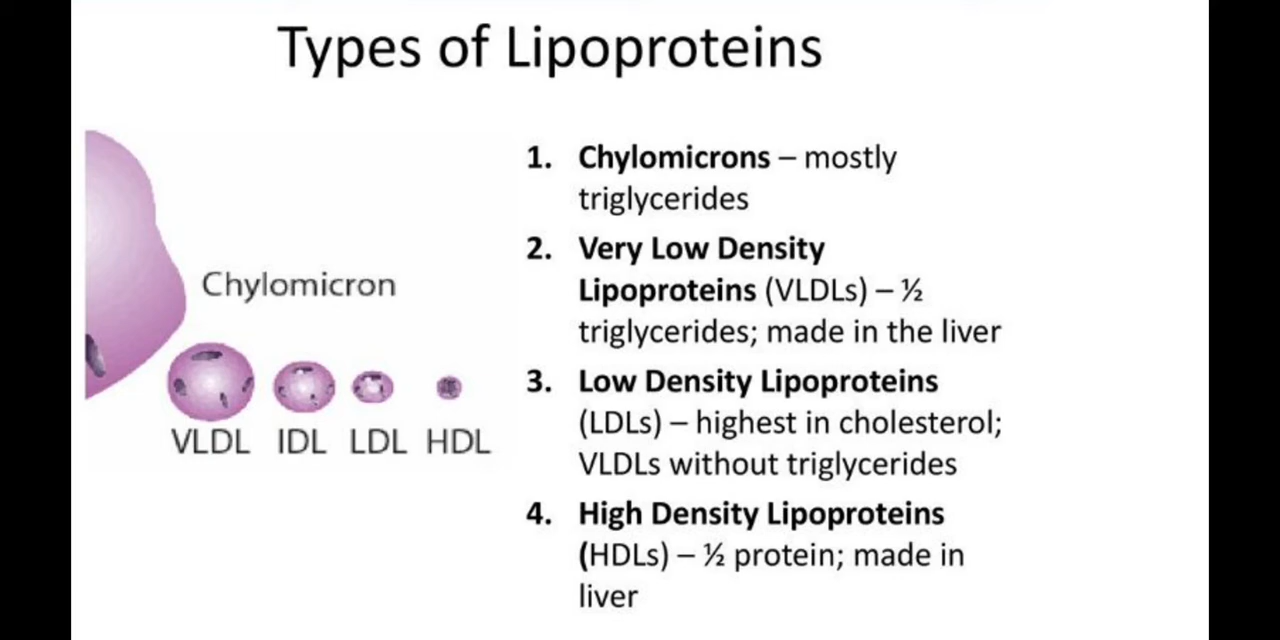 Types of Lipoproteins
Chylomicron
VLDL IDL LDL HDL
1. Chylomicrons – mostly
triglycerides
2. Very Low Density
Lipoproteins (VLDLs) – ½
triglycerides; made in the liver
3. Low Density Lipoproteins
(LDLs) – highest in cholesterol;
VLDLs without triglycerides
4. High Density Lipoproteins
(HDLs) – ½ protein; made in
liver